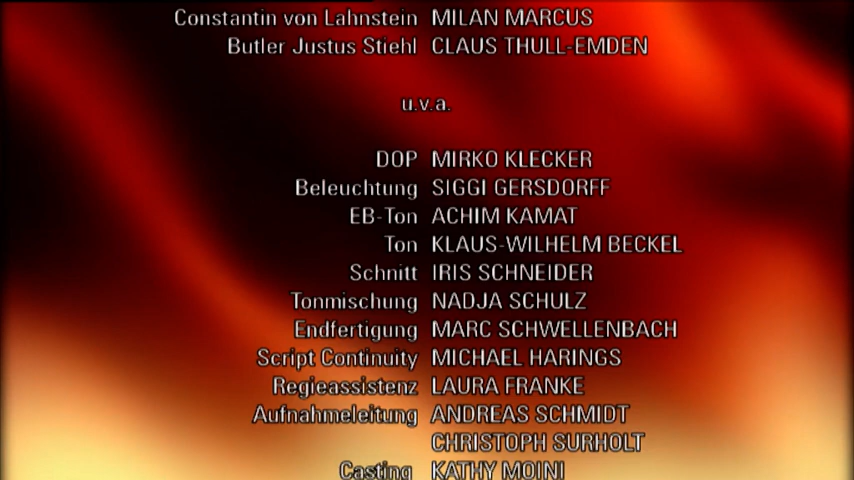 Constantin von Lahnstein MILAN MARCUS
Butler Justus Stiehl CLAUS THULL-EMDEN
u.v.a.
DOP MIRKO KLECKER
Beleuchtung SIGGI GERSDORFF
EB-Ton ACHIM KAMAT
Ton KLAUS-WILHELM BECKEL
Schnitt IRIS SCHNEIDER
Tonmischung NADJA SCHULZ
Endfertigung MARC SCHWELLENBACH
Script Continuity MICHAEL HARINGS
Regieassistenz LAURA FRANKE
Aufnahmeleitung ANDREAS SCHMIDT
CHRISTOPH SURHOLT
Casting KATHY MOINI